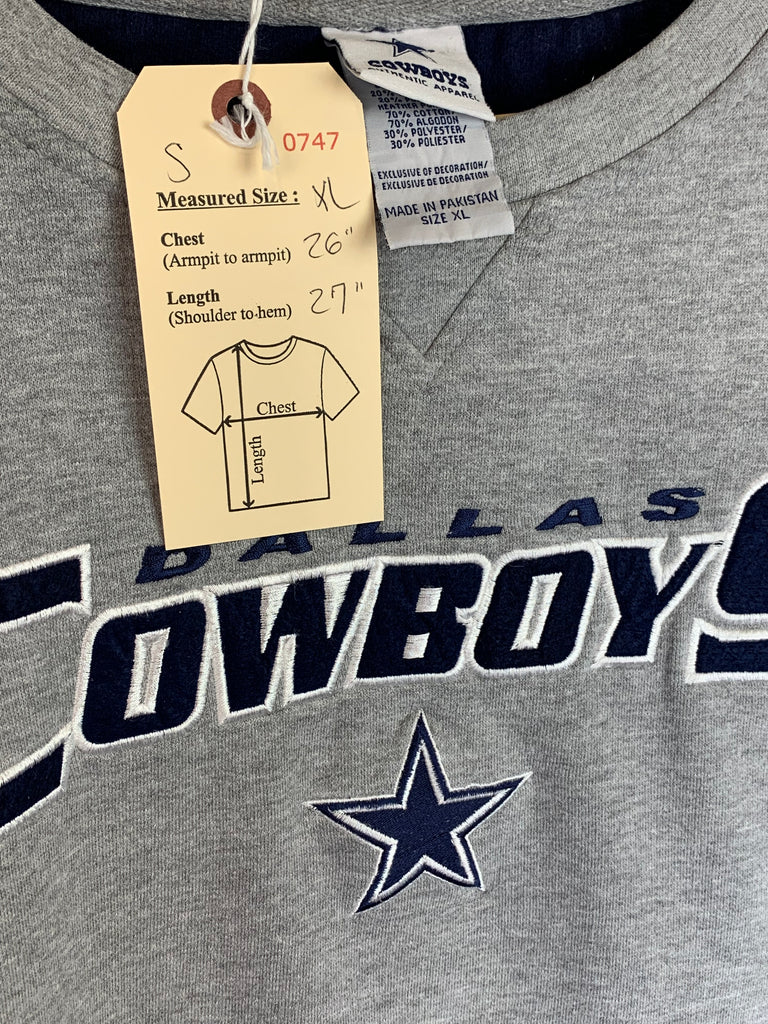 COWBOYS
AUTHENTIC APPAREL
70% COTTON/
70% ALGODON
30% POLYESTER/
30% POLIESTER
EXCLUSIVE OF DECORATION/
EXCLUSIVE DE DECORATION
MADE IN PAKISTAN
SIZE XL
0747
S
Measured Size : XL
Chest
(Armpit to armpit) 26"
Length
(Shoulder to hem) 27"
Chest
Length
DALLAS
COWBOYS